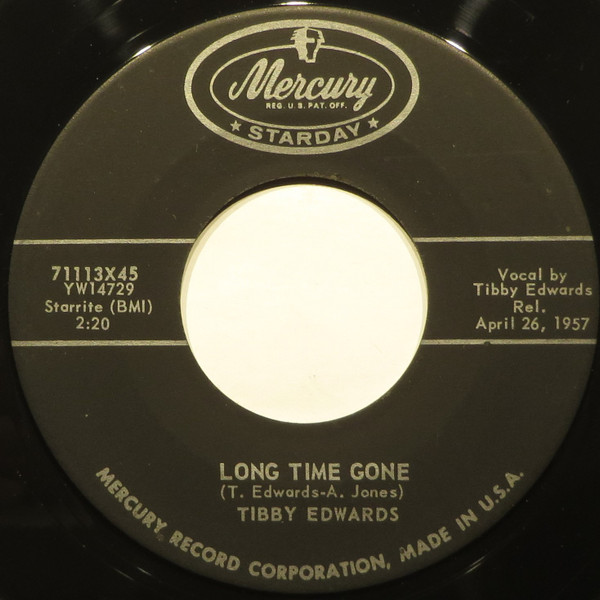 Mercury
REG. U.S. PAT. OFF.
★ STARDAY ★
71113X45
YW14729
Starrite (BMI)
2:20
Vocal by
Tibby Edwards
Rel.
April 26, 1957
LONG TIME GONE
(T. Edwards-A. Jones)
TIBBY EDWARDS
MERCURY RECORD CORPORATION, MADE IN U.S.A.